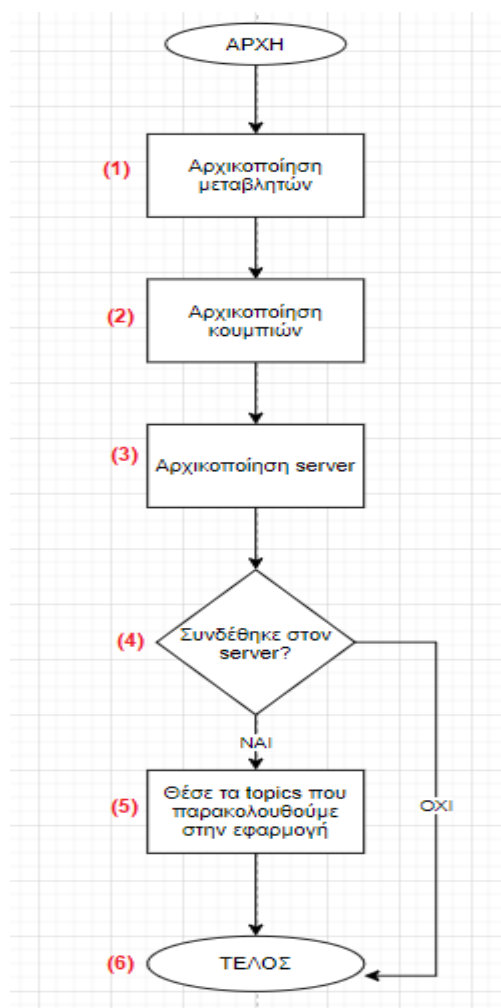 ΑΡΧΗ
(1)
Αρχικοποίηση
μεταβλητών
(2)
Αρχικοποίηση
κουμπιών
(3)
Αρχικοποίηση server
(4)
Συνδέθηκε στον
server?
ΝΑΙ
ΟΧΙ
(5)
Θέσε τα topics που
παρακολουθούμε
στην εφαρμογή
(6)
ΤΕΛΟΣ